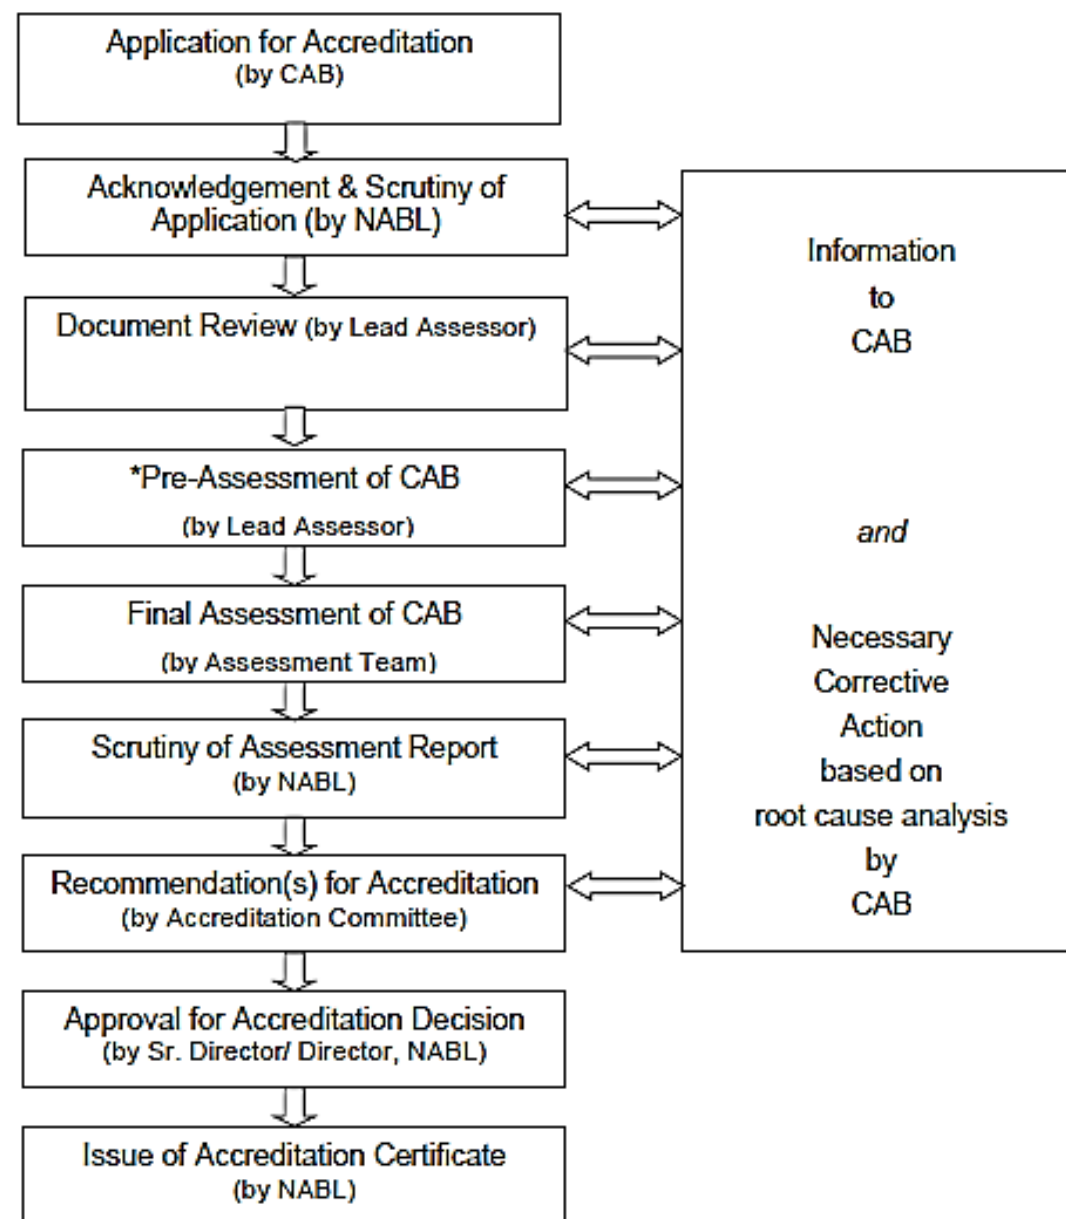 Application for Accreditation
(by CAB)
Acknowledgement & Scrutiny of
Application (by NABL)
Document Review (by Lead Assessor)
*Pre-Assessment of CAB
(by Lead Assessor)
Final Assessment of CAB
(by Assessment Team)
Scrutiny of Assessment Report
(by NABL)
Recommendation(s) for Accreditation
(by Accreditation Committee)
Approval for Accreditation Decision
(by Sr. Director/ Director, NABL)
Issue of Accreditation Certificate
(by NABL)
Information
to
CAB
and
Necessary
Corrective
Action
based on
root cause analysis
by
CAB